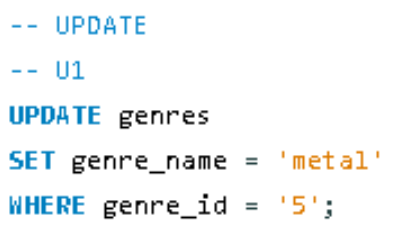 -- UPDATE
-- U1
UPDATE genres
SET genre_name = 'metal'
WHERE genre_id = '5';